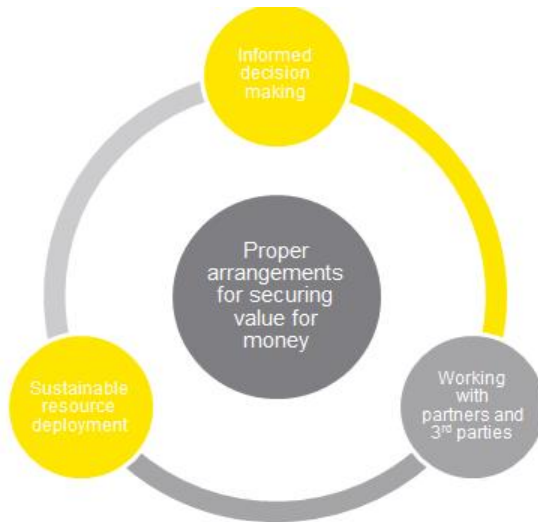 Informed
decision
making
Proper
arrangements
for securing
value for
money
Sustainable
resource
deployment
Working
with
partners and
3rd parties